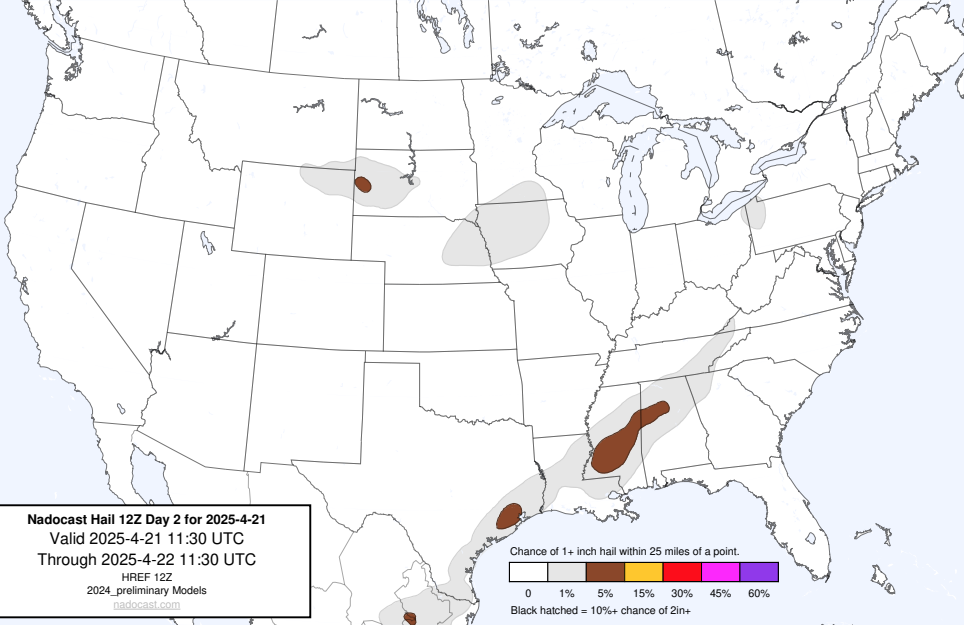 Nadocast Hail 12Z Day 2 for 2025-4-21
Valid 2025-4-21 11:30 UTC
Through 2025-4-22 11:30 UTC
HREF 12Z
2024_preliminary Models
nadocast.com
Chance of 1+ inch hail within 25 miles of a point.
0 1% 5% 15% 30% 45% 60%
Black hatched = 10%+ chance of 2in+